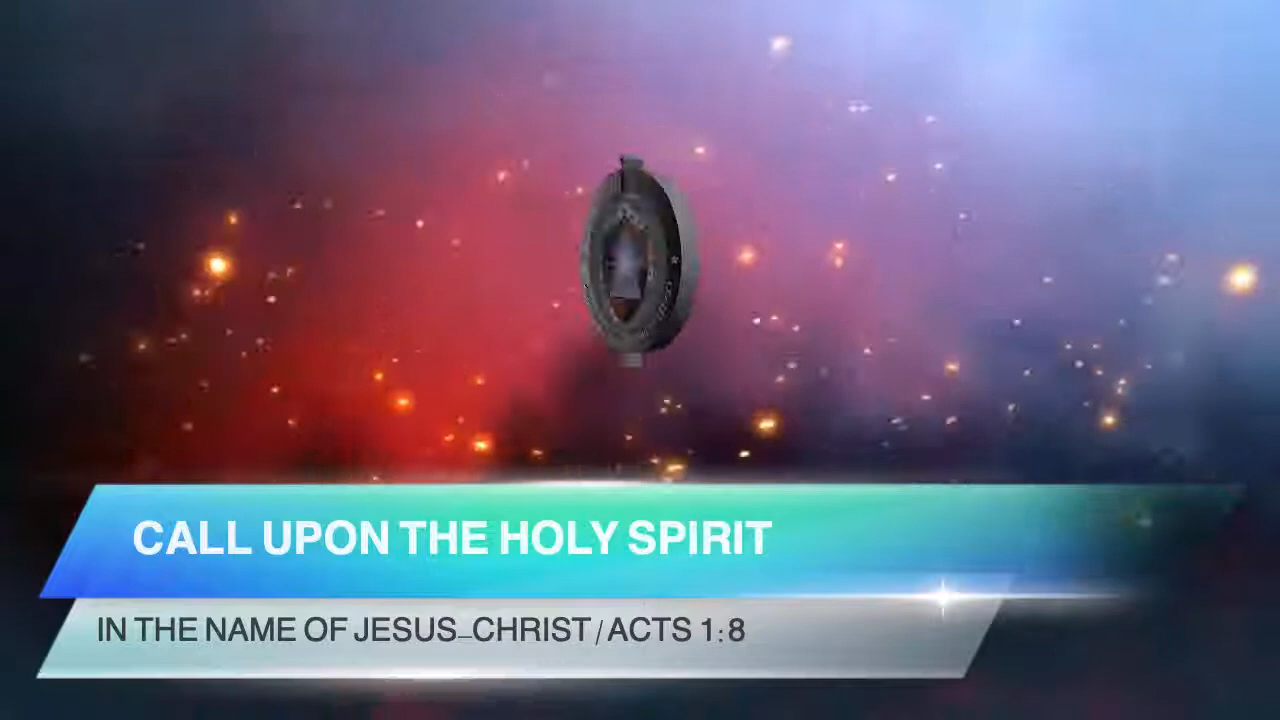 CALL UPON THE HOLY SPIRIT
IN THE NAME OF JESUS_CHRIST / ACTS 1:8